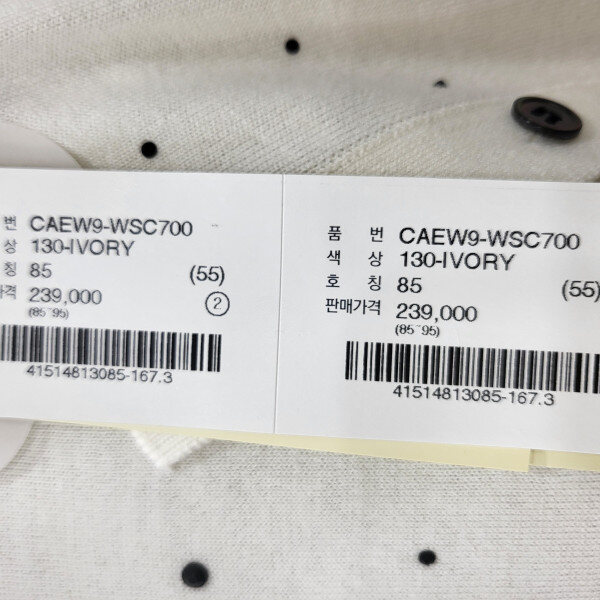 번 CAEW9-WSC700
상 130-IVORY
칭 85 (55)
가격 239,000 ②
(85~95)
41514813085-167.3
품 번 CAEW9-WSC700
색 상 130-IVORY
호 칭 85 (55)
판매가격 239,000
(85~95)
41514813085-167.3